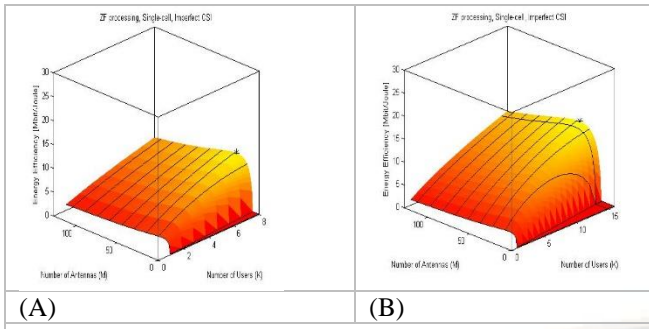 ZF processing, Single-cell, Imperfect CSI
30
25
20
15
10
5
0
Energy Efficiency [Mbit/Joule]
100
50
0
0
2
4
6
8
Number of Antennas (M)
Number of Users (K)
ZF processing, Single-cell, Imperfect CSI
30
25
20
15
10
5
0
Energy Efficiency [Mbit/Joule]
100
50
0
0
5
10
15
Number of Antennas (M)
Number of Users (K)
(A)
(B)